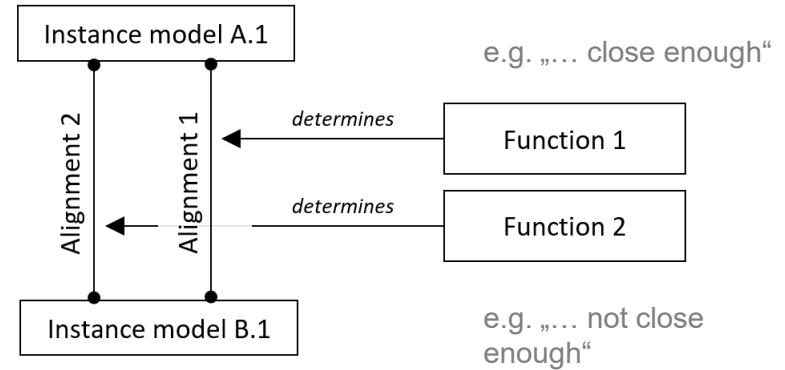 Instance model A.1
e.g. „… close enough“
Alignment 2
Alignment 1
determines
Function 1
determines
Function 2
Instance model B.1
e.g. „… not close
enough“